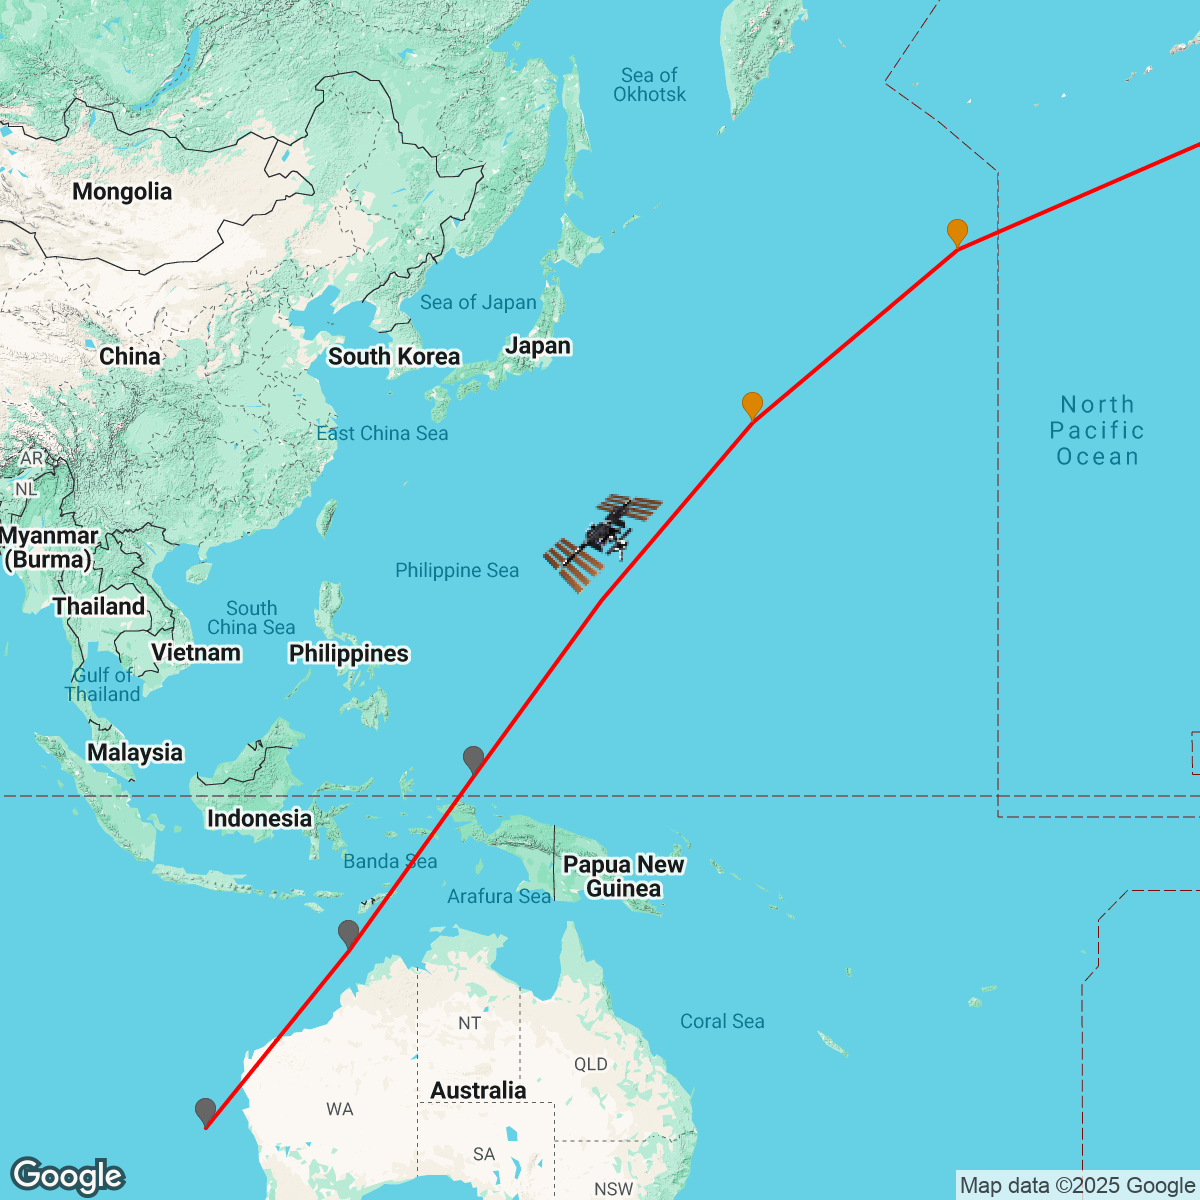 Sea of
Okhotsk
Mongolia
Sea of Japan
Japan
South Korea
China
North
Pacific
Ocean
East China Sea
AR
NL
Myanmar
(Burma)
Philippine Sea
Thailand
South
China Sea
Vietnam
Philippines
Gulf of
Thailand
Malaysia
Indonesia
Banda Sea
Papua New
Guinea
Arafura Sea
NT
Coral Sea
QLD
Australia
WA
SA
NSW
Google
Map data ©2025 Google